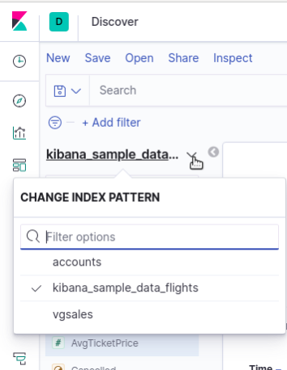 D Discover
New Save Open Share Inspect
Search
+ Add filter
kibana_sample_data...
CHANGE INDEX PATTERN
Filter options
accounts
kibana_sample_data_flights
vgsales
# AvgTicketPrice
Time